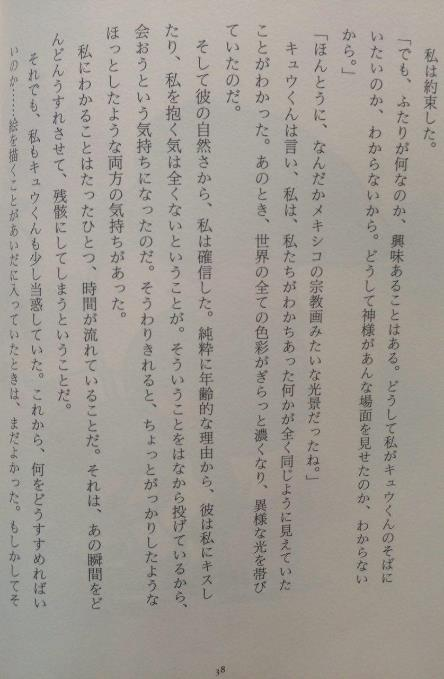 私は約束した。
「でも、ふたりが何なのか、興味あることはある。どうして私がキュウくんのそばに
いたいのか、わからないから。どうして神様があんな場面を見せたのか、わからない
から。」
「ほんとうに、なんだかメキシコの宗教画みたいな光景だったね。」
キュウくんは言い、私は、私たちがわかちあった何かが全く同じように見えていた
ことがわかった。あのとき、世界の全ての色彩がぎらっと濃くなり、異様な光を帯び
ていたのだ。
そして彼の自然さから、私は確信した。純粋に年齢的な理由から、彼は私にキスし
たり、私を抱く気は全くないということが。そういうことをはなから投げているから、
会おうという気持ちになったのだ。そうわりきれると、ちょっとがっかりしたような
ほっとしたような両方の気持ちがあった。
私にわかることはたったひとつ、時間が流れていることだ。それは、あの瞬間をど
んどんうすれさせて、残骸にしてしまうということだ。
それでも、私もキュウくんも少し当惑していた。これから、何をどうすすめればい
いのか……絵を描くことがあいだに入っていたときは、まだよかった。もしかしてそ
38